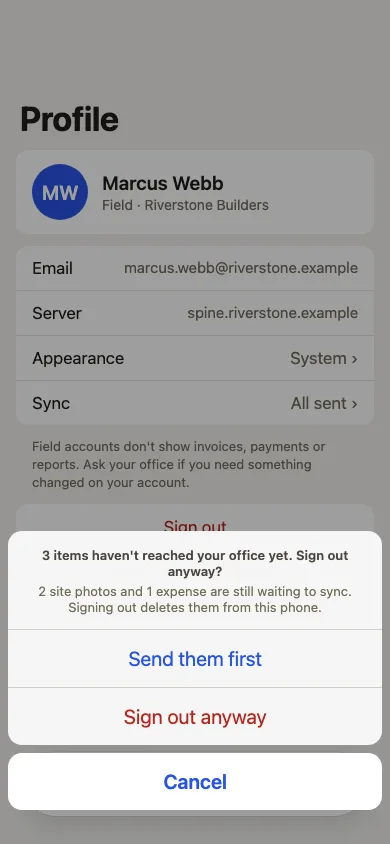 Profile
MW
Marcus Webb
Field · Riverstone Builders
Email
marcus.webb@riverstone.example
Server
spine.riverstone.example
Appearance
System ›
Sync
All sent ›
Field accounts don't show invoices, payments or
reports. Ask your office if you need something
changed on your account.
Sign out
3 items haven't reached your office yet. Sign out
anyway?
2 site photos and 1 expense are still waiting to sync.
Signing out deletes them from this phone.
Send them first
Sign out anyway
Cancel